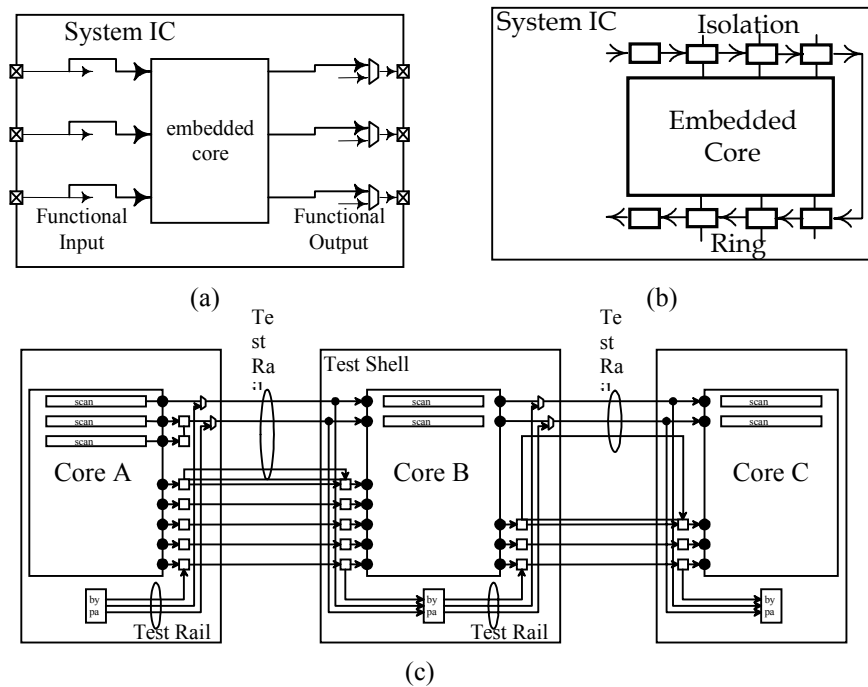 System IC
embedded
core
Functional
Input
Functional
Output
(a)
System IC
Isolation
Embedded
Core
Ring
(b)
Te
st
Ra
il
Te
st
Ra
il
Test Shell
scan
scan
scan
Core A
scan
scan
Core B
scan
scan
Core C
by
pa
Test Rail
by
pa
Test Rail
by
pa
(c)